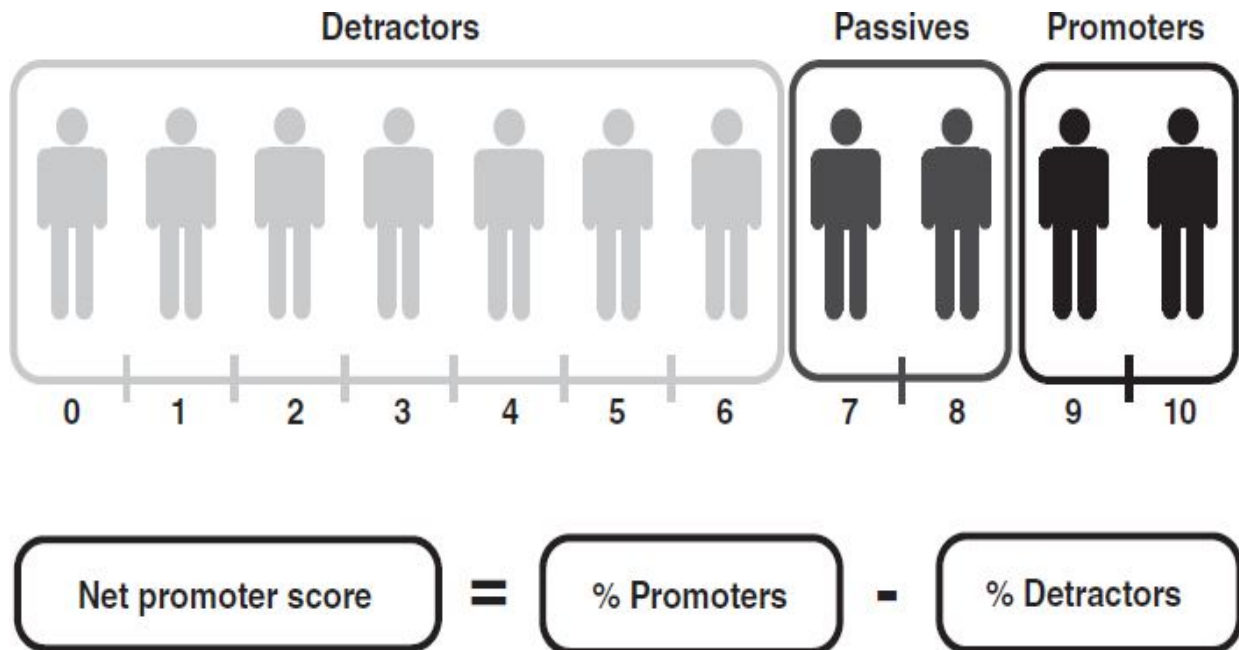 Detractors Passives Promoters
0 1 2 3 4 5 6 7 8 9 10
Net promoter score = % Promoters - % Detractors